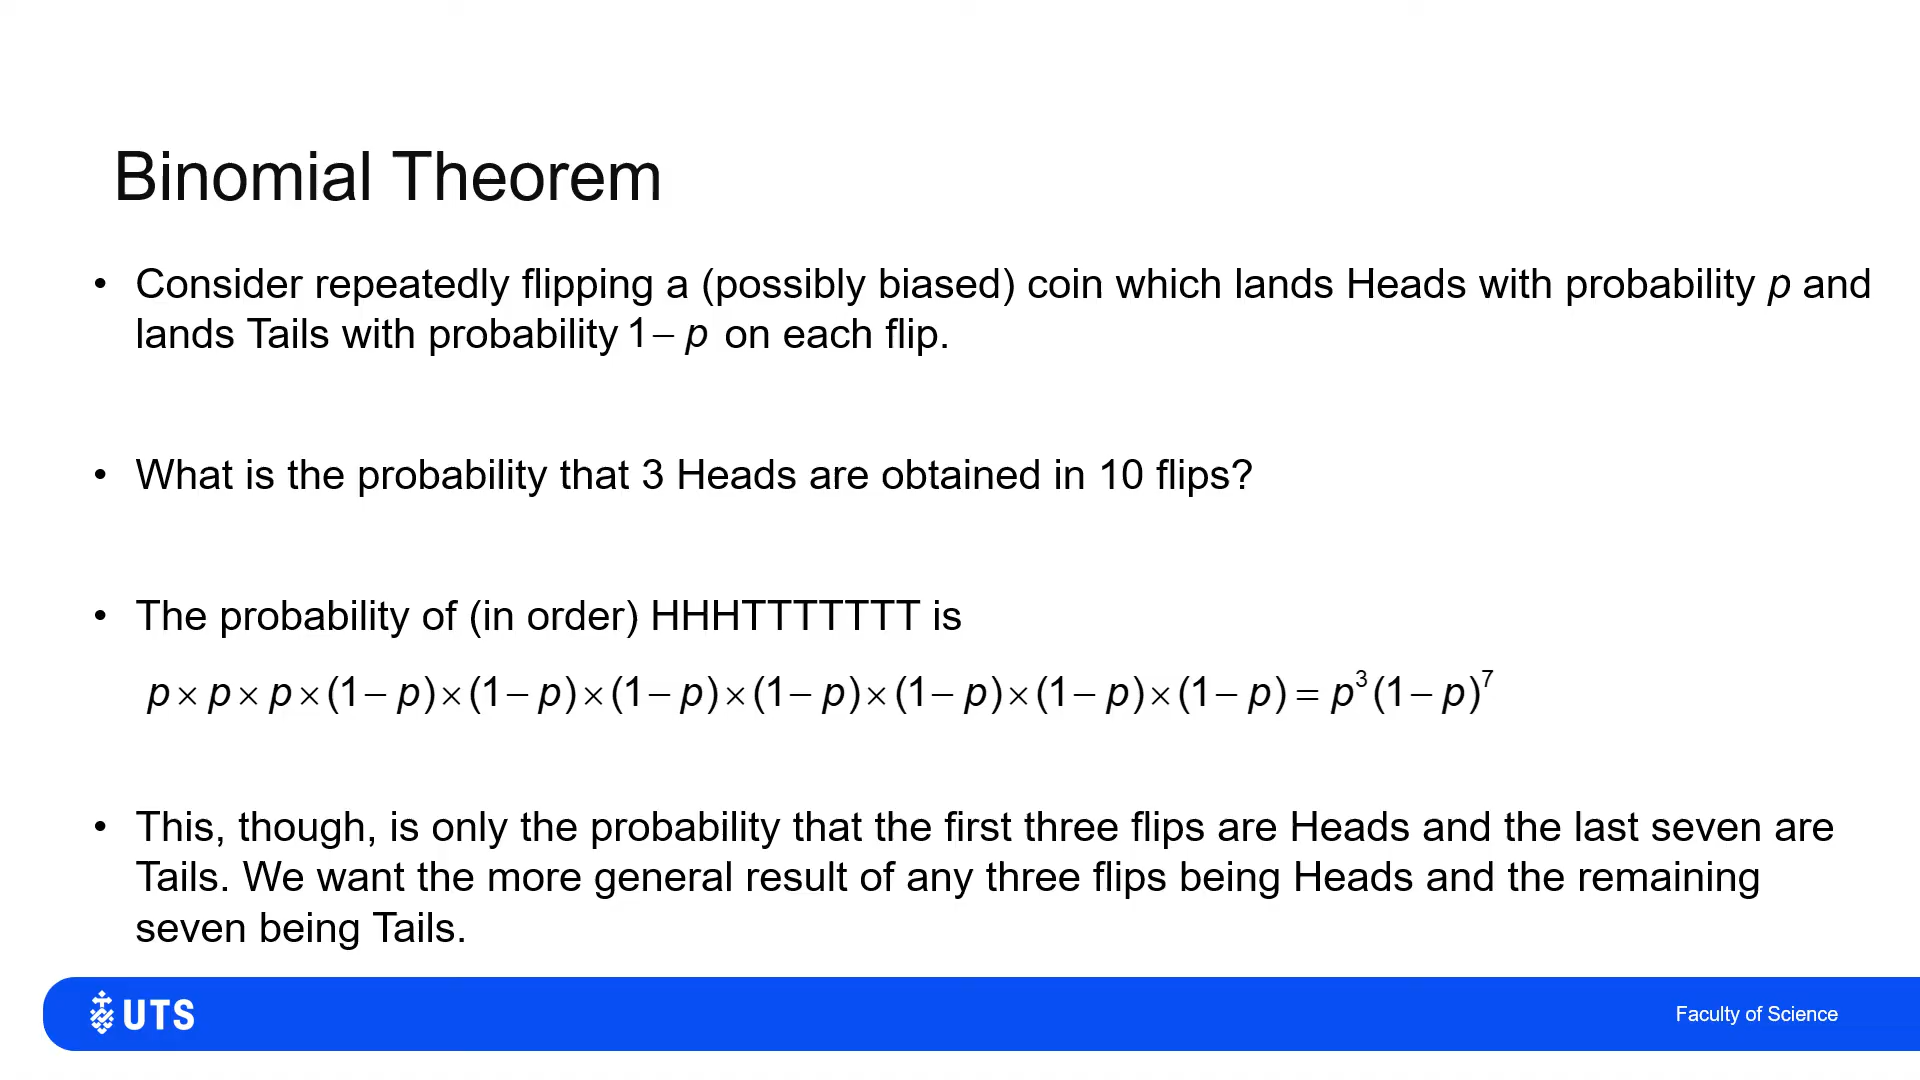 Binomial Theorem
• Consider repeatedly flipping a (possibly biased) coin which lands Heads with probability p and
lands Tails with probability 1 − p on each flip.
• What is the probability that 3 Heads are obtained in 10 flips?
• The probability of (in order) HHHTTTTTTT is
p × p × p × (1 − p) × (1 − p) × (1 − p) × (1 − p) × (1 − p) × (1 − p) × (1 − p) = p³(1 − p)⁷
• This, though, is only the probability that the first three flips are Heads and the last seven are
Tails. We want the more general result of any three flips being Heads and the remaining
seven being Tails.
UTS
Faculty of Science